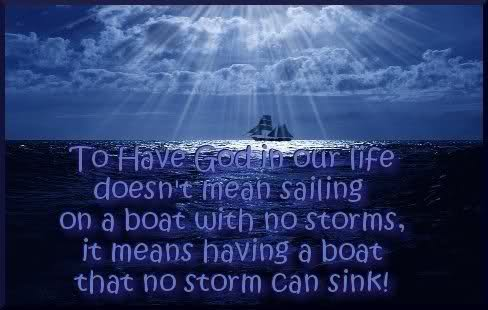 To Have God in our life
doesn't mean sailing
on a boat with no storms,
it means having a boat
that no storm can sink!